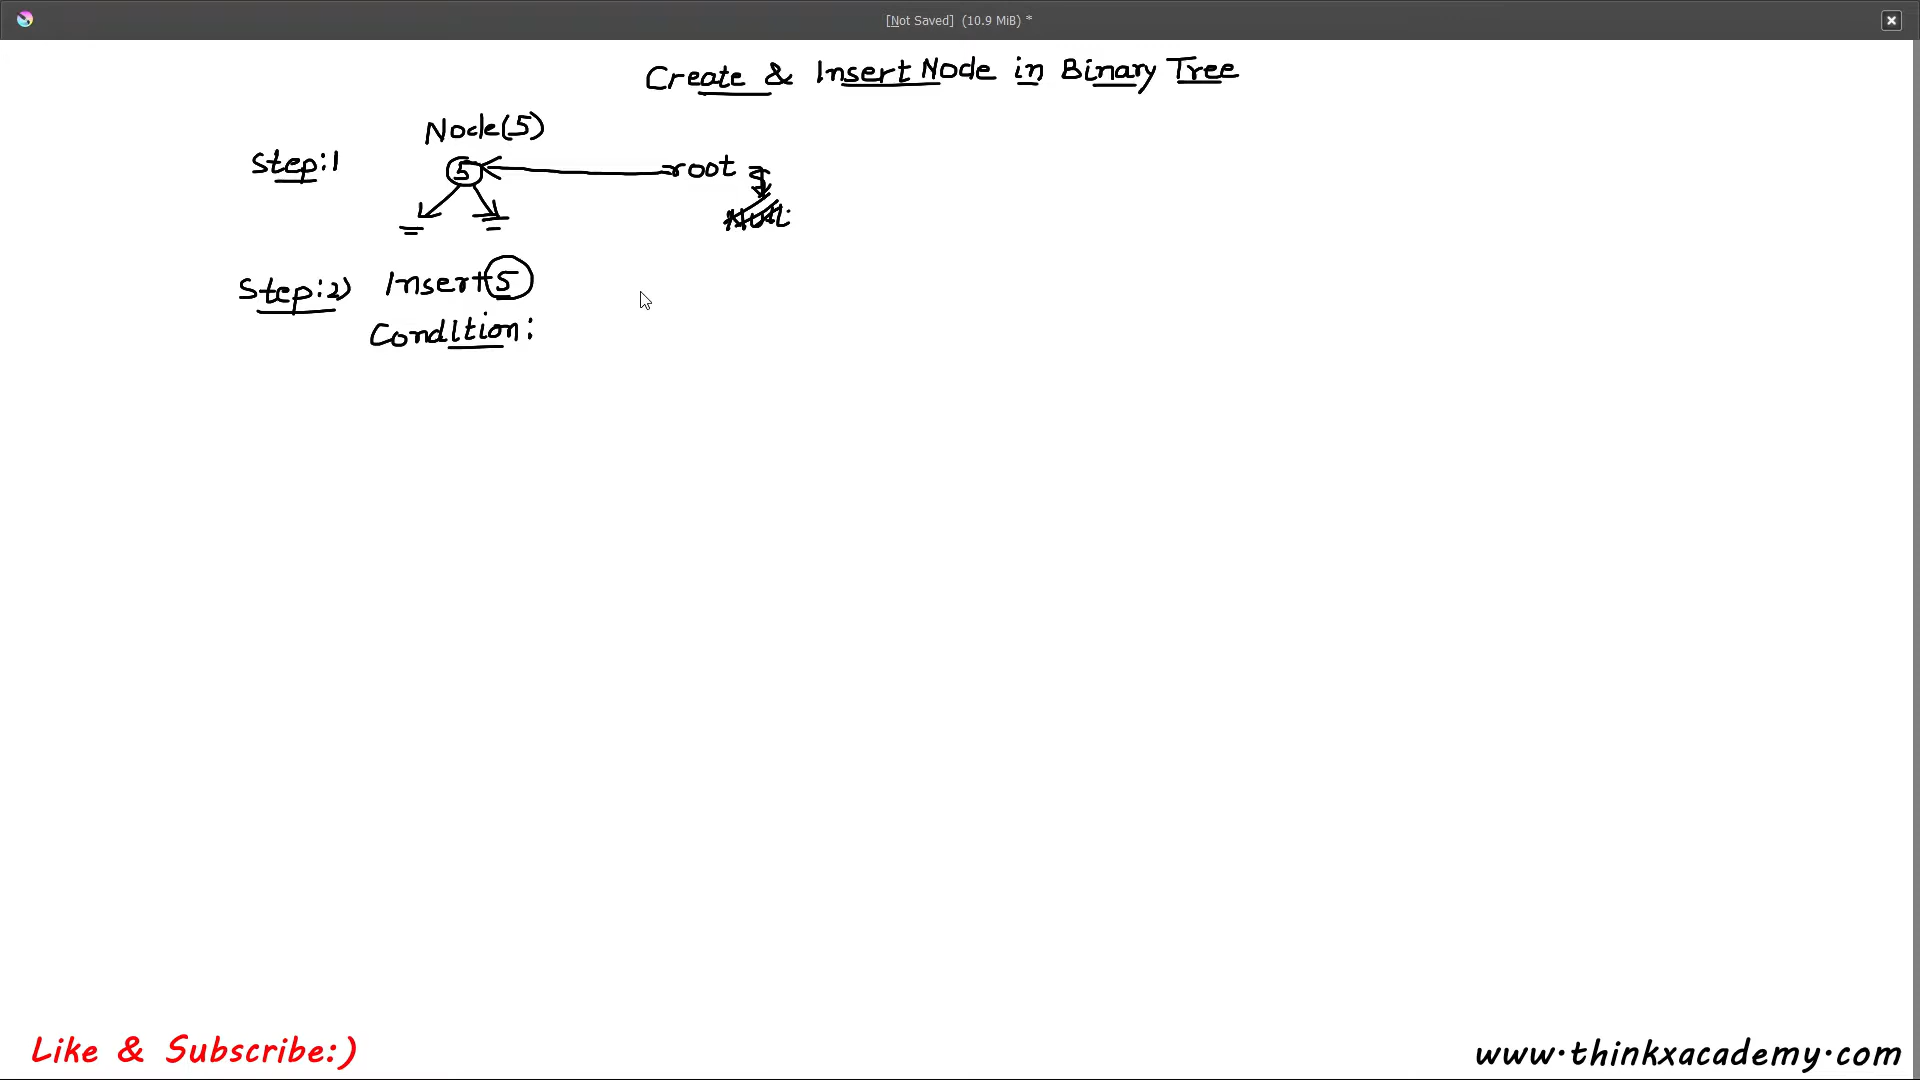 [Not Saved] (10.9 MiB) *
Create & Insert Node in Binary Tree
Node(5)
Step:1
5
root
Null
Step:2) Insert 5
Condition:
Like & Subscribe:)
www.thinkxacademy.com